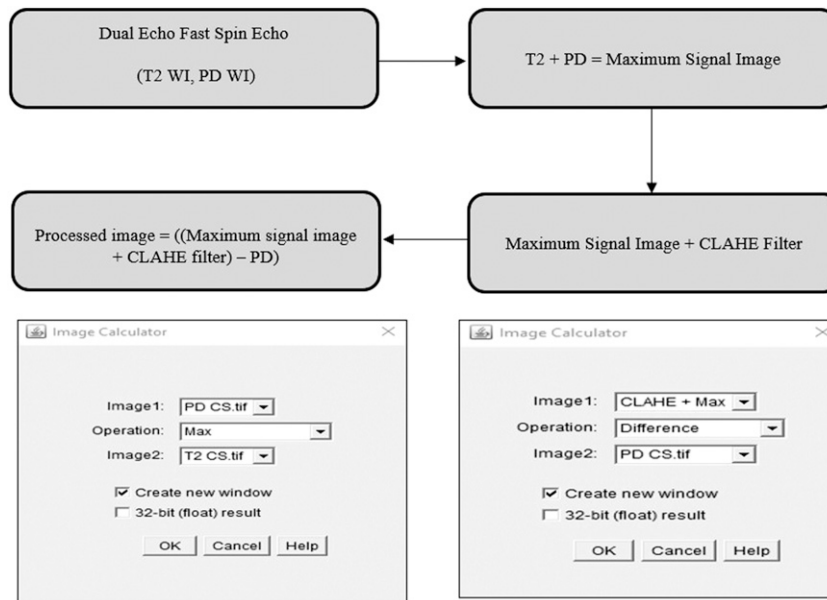 Dual Echo Fast Spin Echo
(T2 WI, PD WI)
T2 + PD = Maximum Signal Image
Maximum Signal Image + CLAHE Filter
Processed image = ((Maximum signal image
+ CLAHE filter) – PD)
Image Calculator
Image1: PD CS.tif
Operation: Max
Image2: T2 CS.tif
Create new window
32-bit (float) result
OK Cancel Help
Image Calculator
Image1: CLAHE + Max
Operation: Difference
Image2: PD CS.tif
Create new window
32-bit (float) result
OK Cancel Help